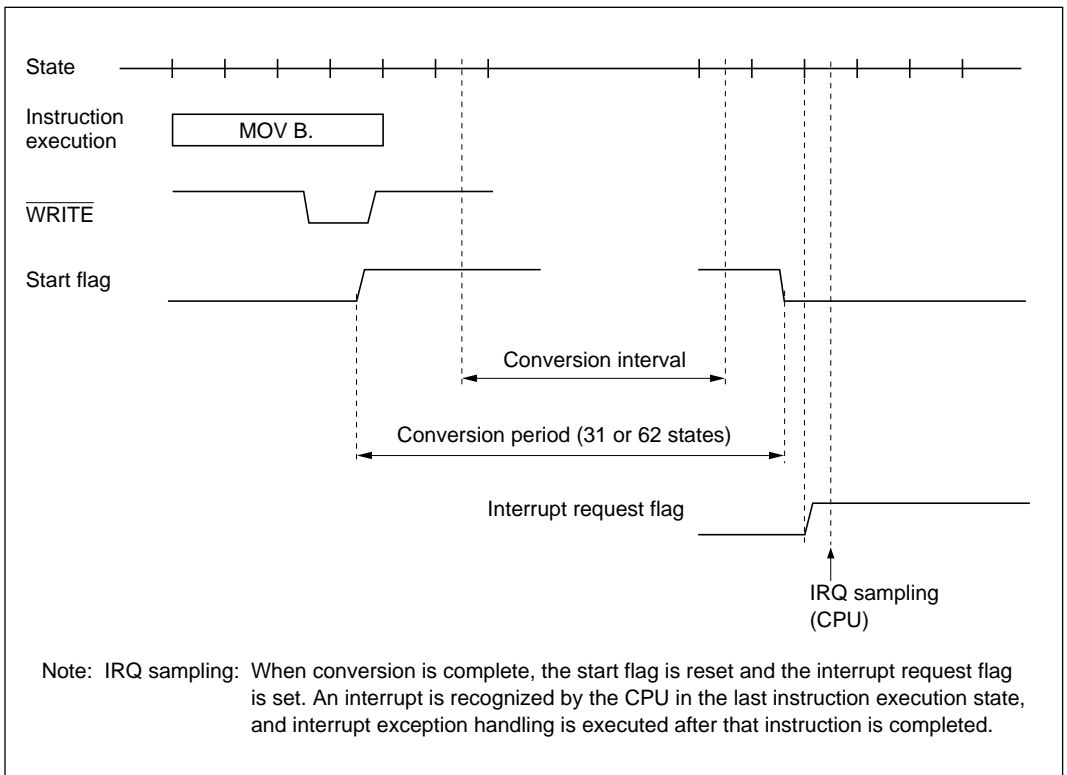 State
Instruction
execution
MOV B.
WRITE
Start flag
Conversion interval
Conversion period (31 or 62 states)
Interrupt request flag
IRQ sampling
(CPU)
Note: IRQ sampling: When conversion is complete, the start flag is reset and the interrupt request flag
is set. An interrupt is recognized by the CPU in the last instruction execution state,
and interrupt exception handling is executed after that instruction is completed.